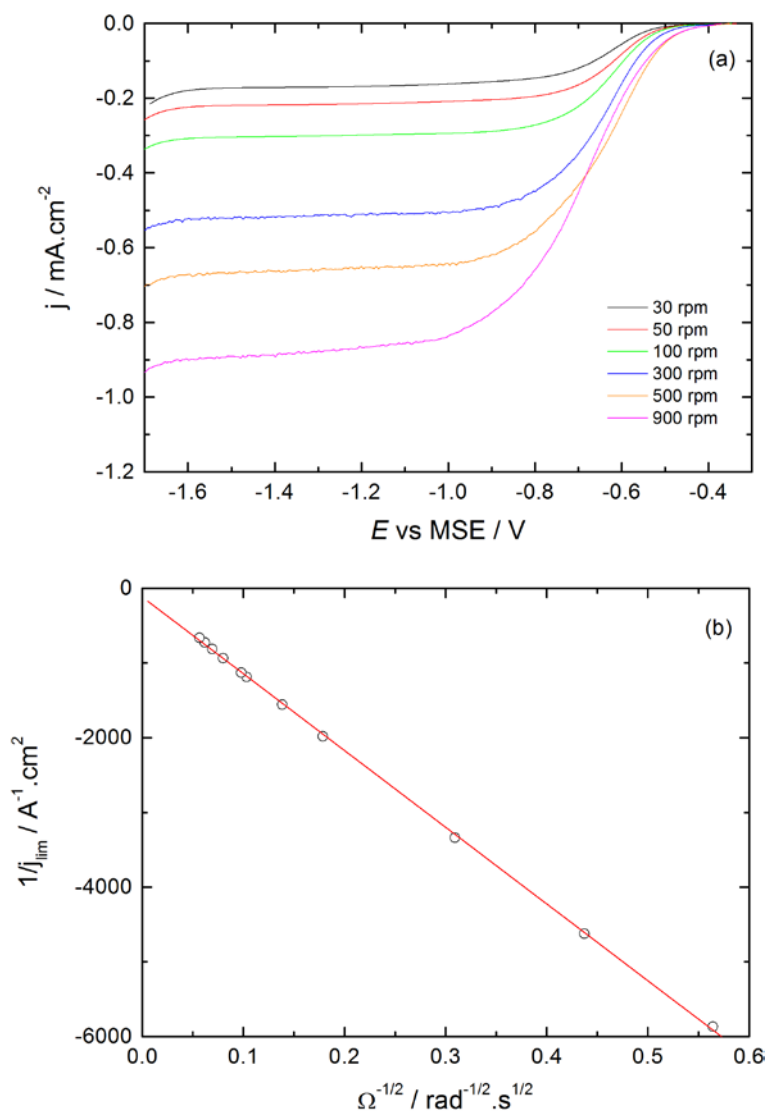 (a)
0.0
-0.2
-0.4
-0.6
-0.8
-1.0
-1.2
j / mA.cm-2
30 rpm
50 rpm
100 rpm
300 rpm
500 rpm
900 rpm
-1.6 -1.4 -1.2 -1.0 -0.8 -0.6 -0.4
E vs MSE / V
(b)
0
-2000
-4000
-6000
1/jlim / A-1.cm2
0.0 0.1 0.2 0.3 0.4 0.5 0.6
Ω-1/2 / rad-1/2.s1/2